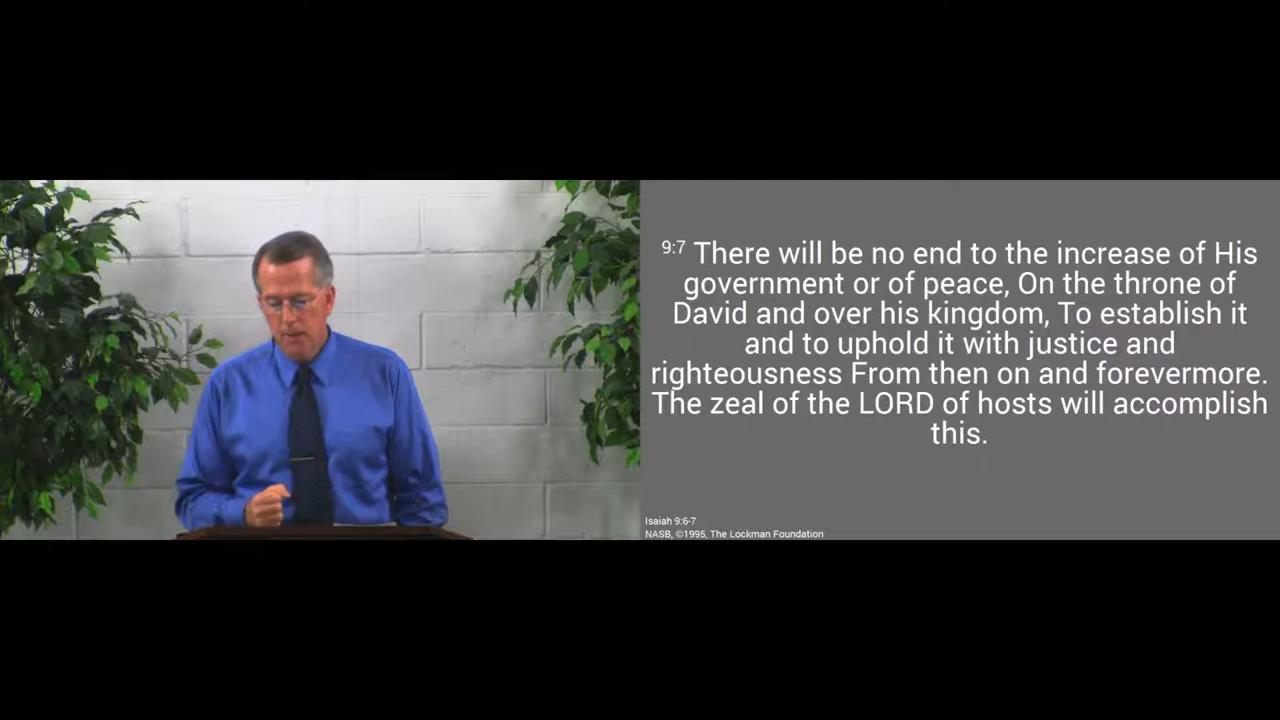 9:7 There will be no end to the increase of His
government or of peace, On the throne of
David and over his kingdom, To establish it
and to uphold it with justice and
righteousness From then on and forevermore.
The zeal of the LORD of hosts will accomplish
this.
Isaiah 9:6-7
NASB, ©1995, The Lockman Foundation